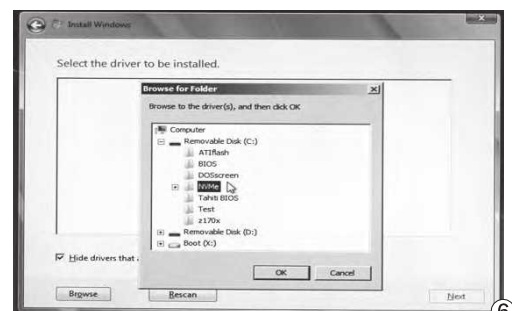 Install Windows
Select the driver to be installed.
Browse for Folder
Browse to the driver(s), and then click OK
Computer
Removable Disk (C:)
ATIflash
BIOS
DOSscreen
NVMe
Tahiti BIOS
Test
z170x
Removable Disk (D:)
Boot (X:)
Hide drivers that
OK
Cancel
Browse
Rescan
Next
6